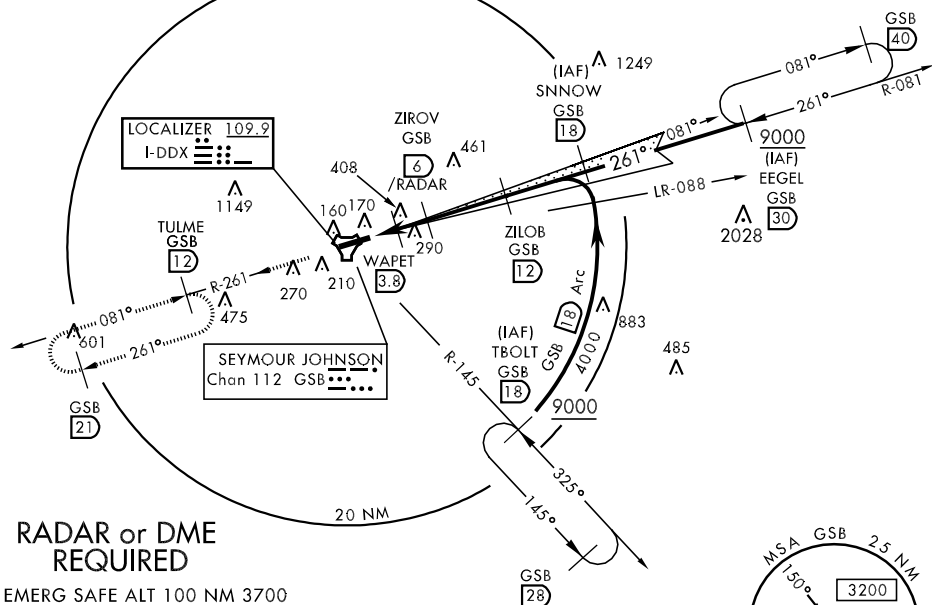 GSB
40
081°
R-081
261°
9000
(IAF)
EEGEL
GSB
30
(IAF)
SNNOW
GSB
18
1249
081°
261°
LR-088
2028
LOCALIZER 109.9
I-DDX
ZIROV
GSB
6
/RADAR
461
408
1149
160
170
290
TULME
GSB
12
WAPET
3.8
ZILOB
GSB
12
R-261
270
210
475
081°
601
261°
GSB
21
SEYMOUR JOHNSON
Chan 112 GSB
R-145
(IAF)
TBOLT
GSB
18
GSB 18 Arc
4000
883
485
9000
325°
145°
20 NM
GSB
28
RADAR or DME
REQUIRED
EMERG SAFE ALT 100 NM 3700
MSA GSB 25 NM
150°
3200